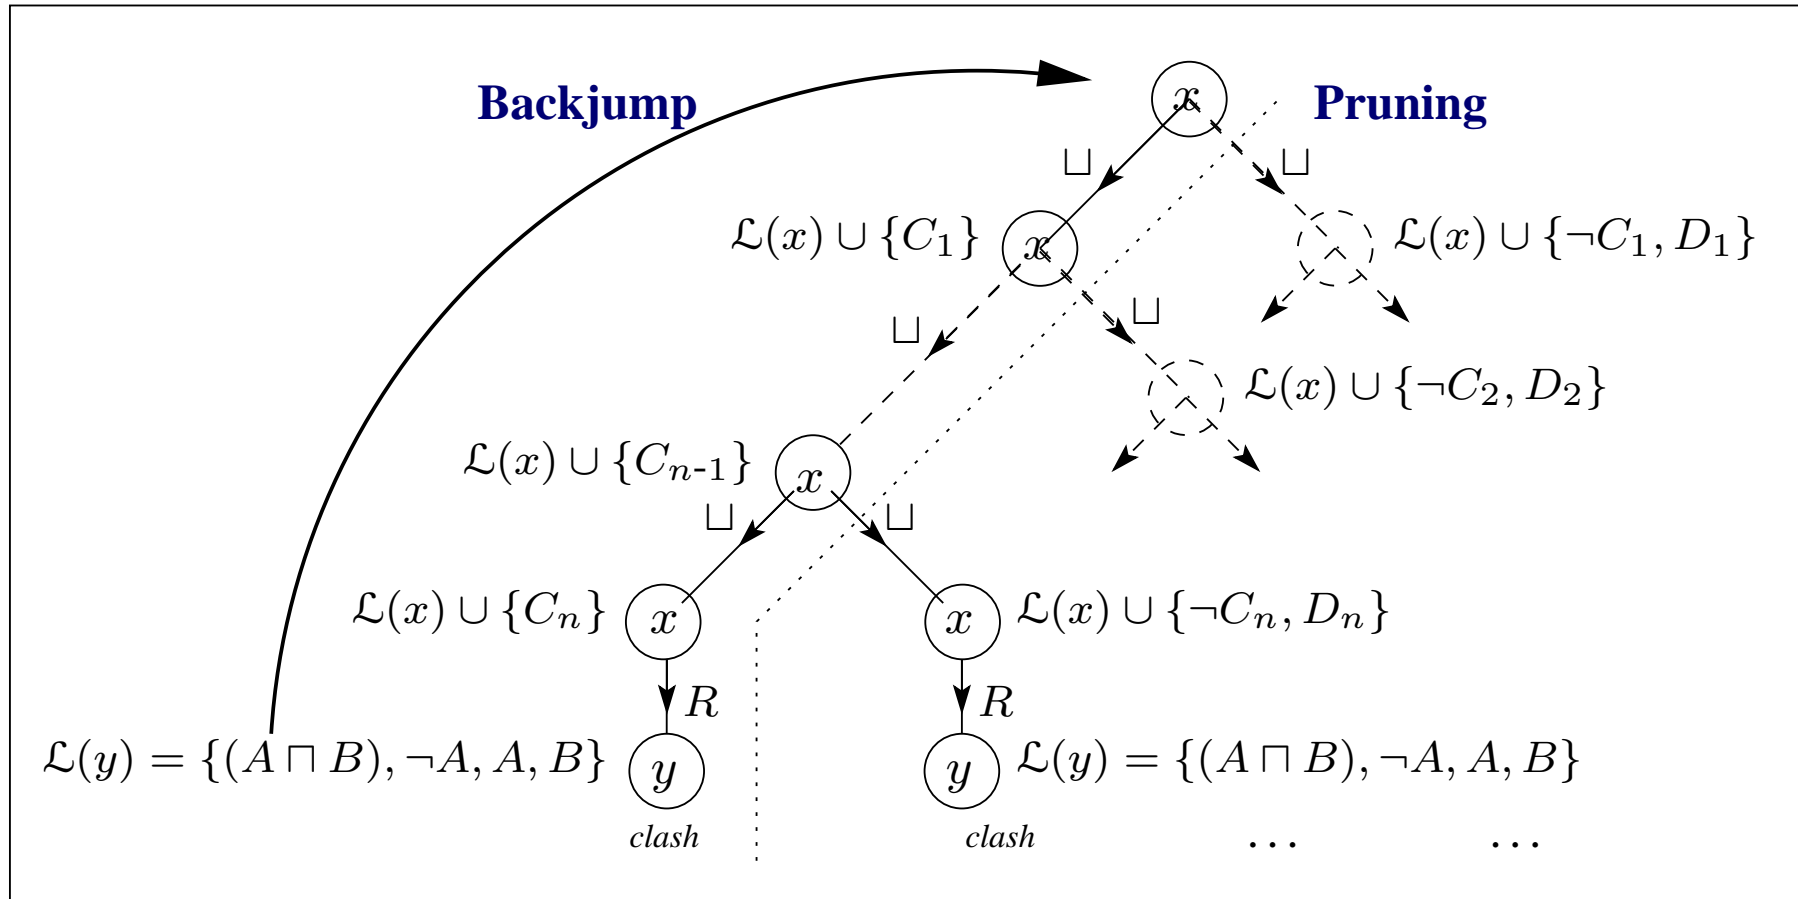 Backjump
Pruning
x
⊔ ⊔
ℒ(x) ∪ {C₁} x ℒ(x) ∪ {¬C₁, D₁}
⊔ ⊔
ℒ(x) ∪ {¬C₂, D₂}
ℒ(x) ∪ {Cₙ₋₁} x
⊔ ⊔
ℒ(x) ∪ {Cₙ} x x ℒ(x) ∪ {¬Cₙ, Dₙ}
R R
ℒ(y) = {(A ⊓ B), ¬A, A, B} y y ℒ(y) = {(A ⊓ B), ¬A, A, B}
clash clash ... ...